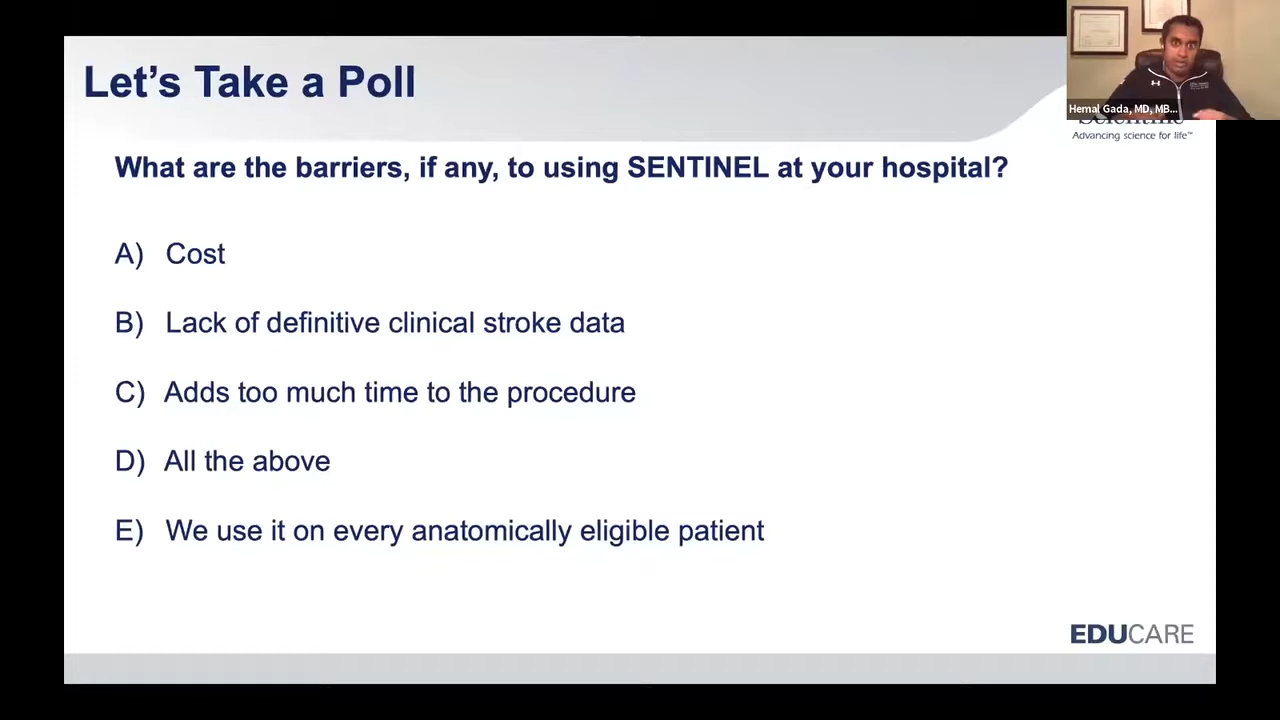 Let's Take a Poll
Hemal Gada, MD, MB...
Scientific
Advancing science for life™
What are the barriers, if any, to using SENTINEL at your hospital?
A) Cost
B) Lack of definitive clinical stroke data
C) Adds too much time to the procedure
D) All the above
E) We use it on every anatomically eligible patient
EDUCARE